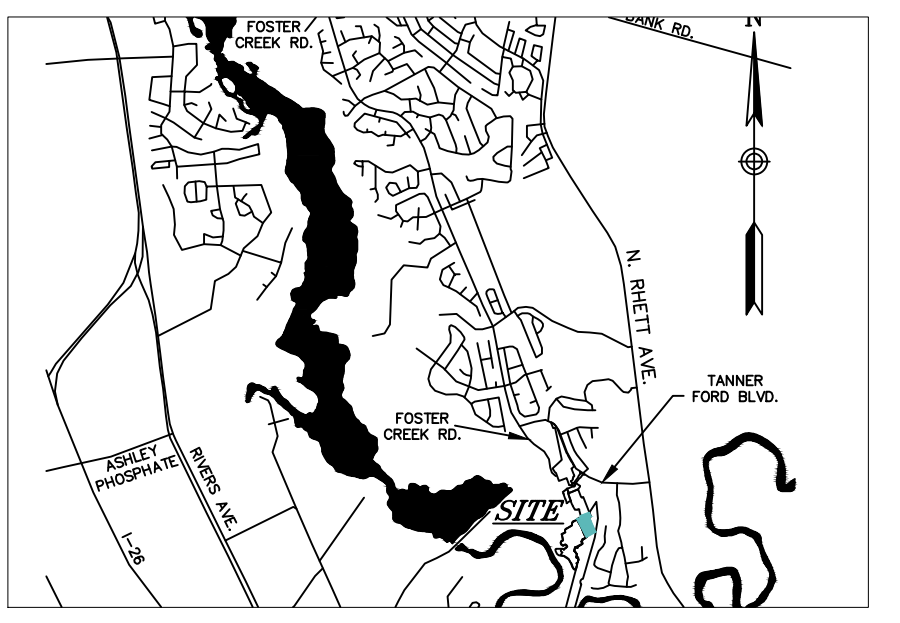 FOSTER
CREEK RD.
BANK RD.
N
N. RHETT AVE.
TANNER
FORD BLVD.
FOSTER
CREEK RD.
ASHLEY
PHOSPHATE
RIVERS AVE.
SITE
I-26